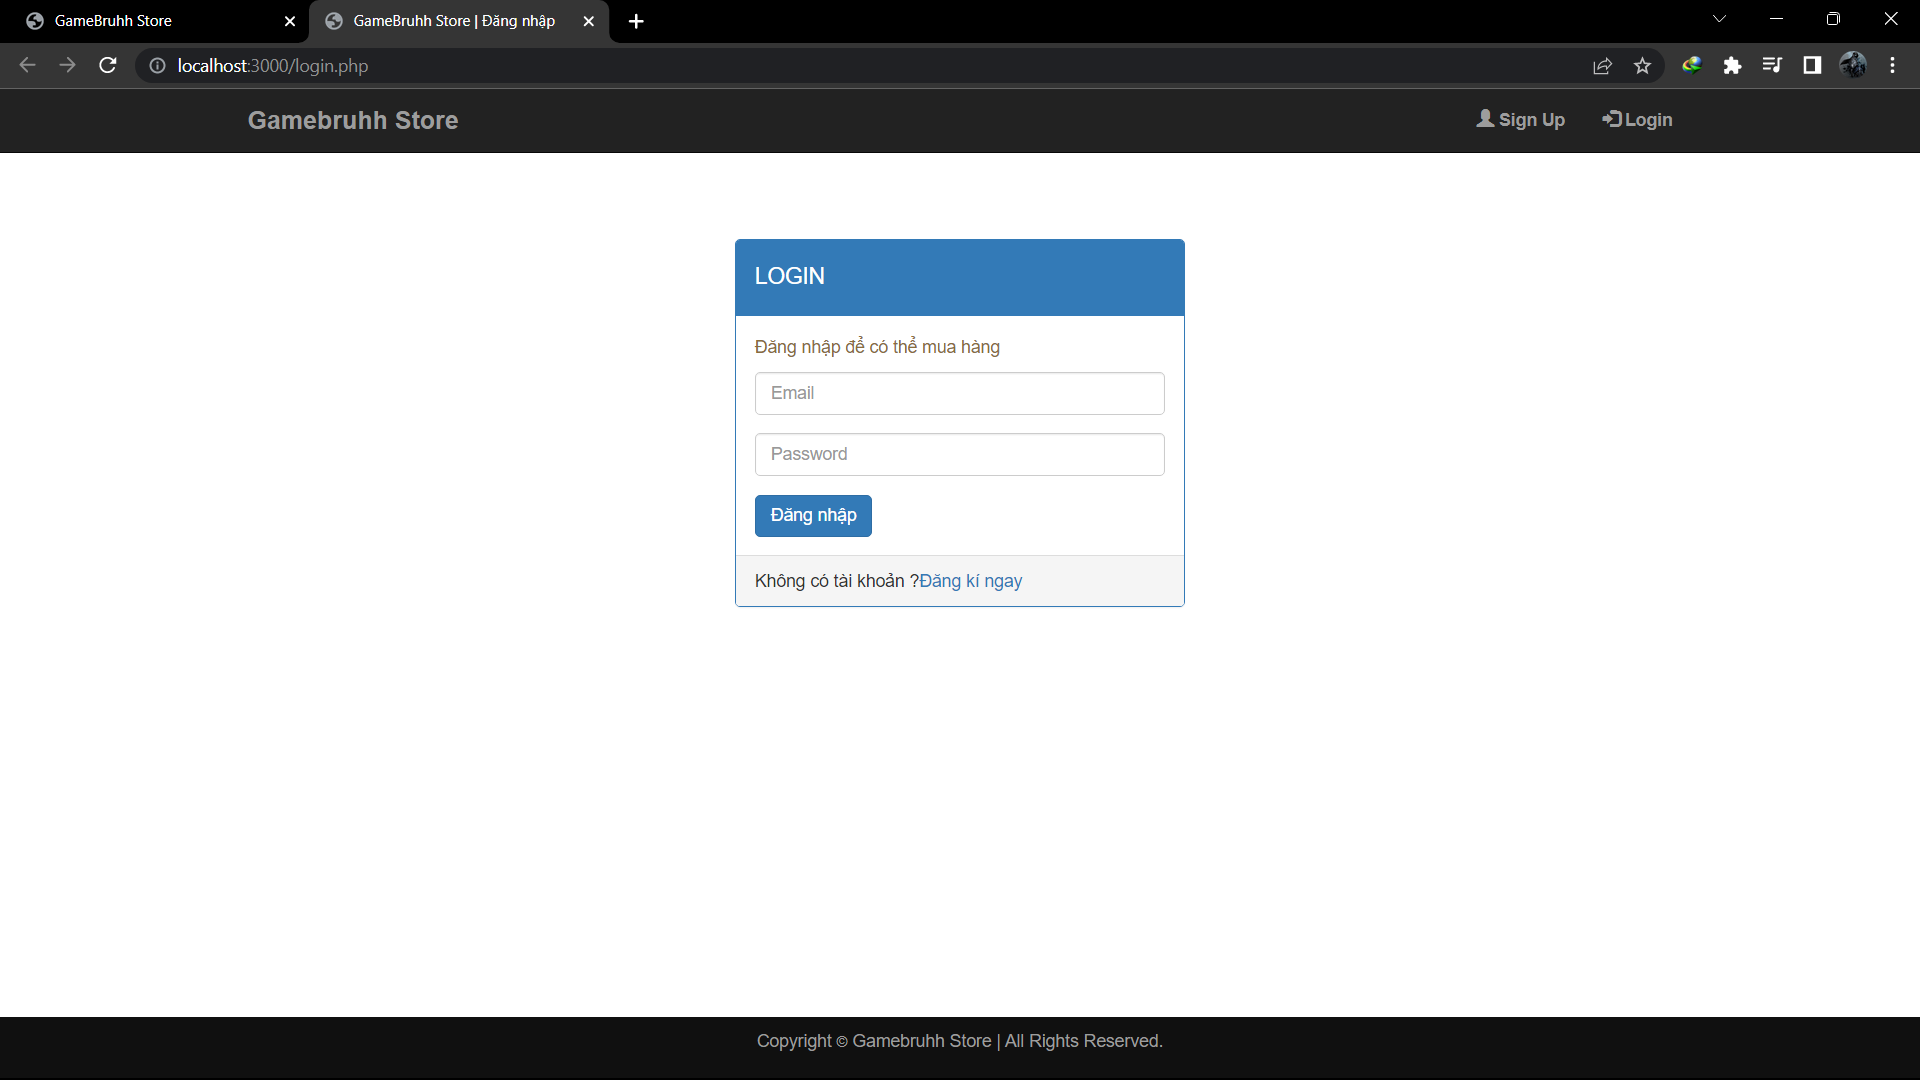 GameBruhh Store
GameBruhh Store | Đăng nhập
localhost:3000/login.php
Gamebruhh Store
Sign Up
Login
LOGIN
Đăng nhập để có thể mua hàng
Email
Password
Đăng nhập
Không có tài khoản ?Đăng kí ngay
Copyright © Gamebruhh Store | All Rights Reserved.